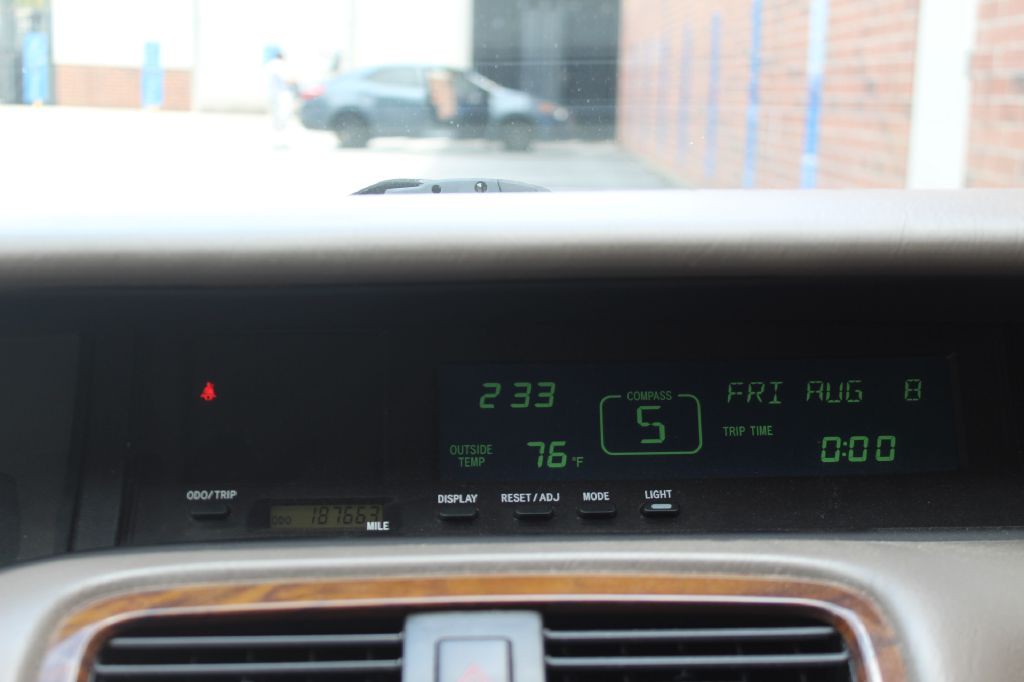 2 33
COMPASS
S
FRI AUG 8
OUTSIDE
TEMP
76 °F
TRIP TIME
0:00
ODO/TRIP
DISPLAY
RESET/ADJ
MODE
LIGHT
ODO 187663
MILE